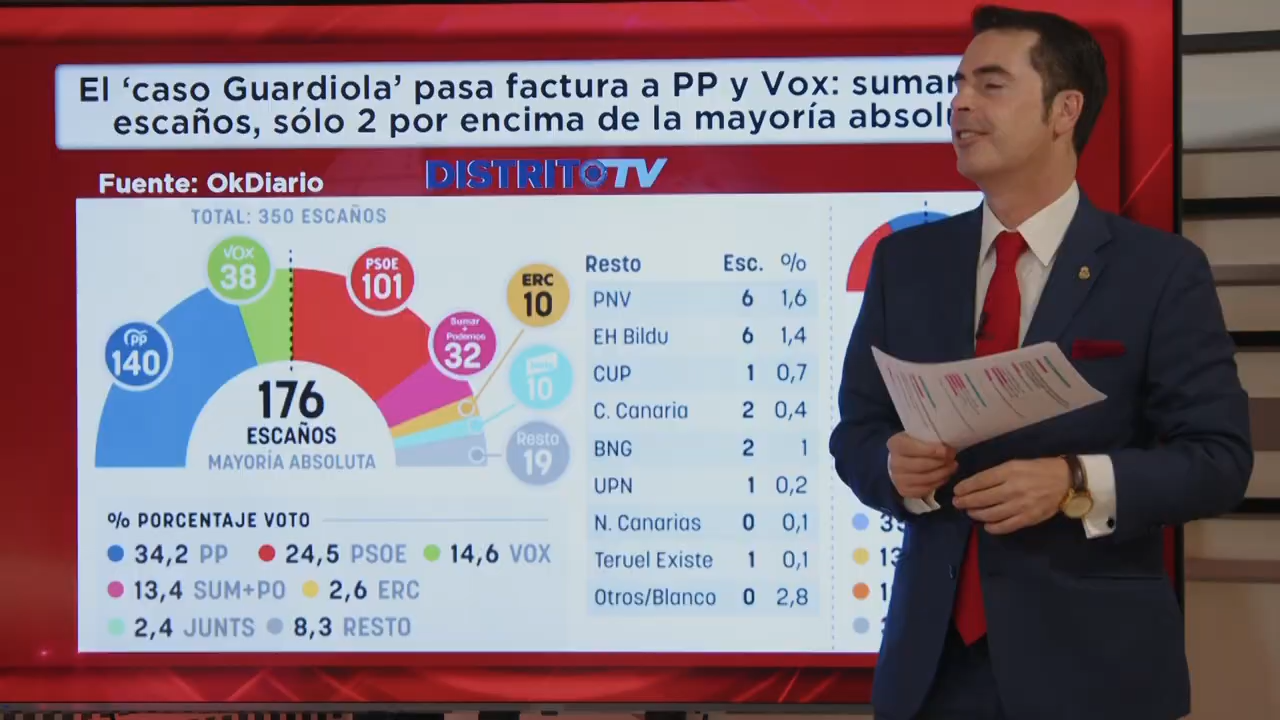 El ‘caso Guardiola’ pasa factura a PP y Vox: suman
escaños, sólo 2 por encima de la mayoría
Fuente: OkDiario
DISTRITO TV
TOTAL: 350 ESCAÑOS
VOX
38
PSOE
101
ERC
10
PP
140
Sumar
+
Podemos
32
10
176
ESCAÑOS
MAYORÍA ABSOLUTA
Resto
19
% PORCENTAJE VOTO
34,2 PP 24,5 PSOE 14,6 VOX
13,4 SUM+PO 2,6 ERC
2,4 JUNTS 8,3 RESTO
Resto Esc. %
PNV 6 1,6
EH Bildu 6 1,4
CUP 1 0,7
C. Canaria 2 0,4
BNG 2 1
UPN 1 0,2
N. Canarias 0 0,1
Teruel Existe 1 0,1
Otros/Blanco 0 2,8